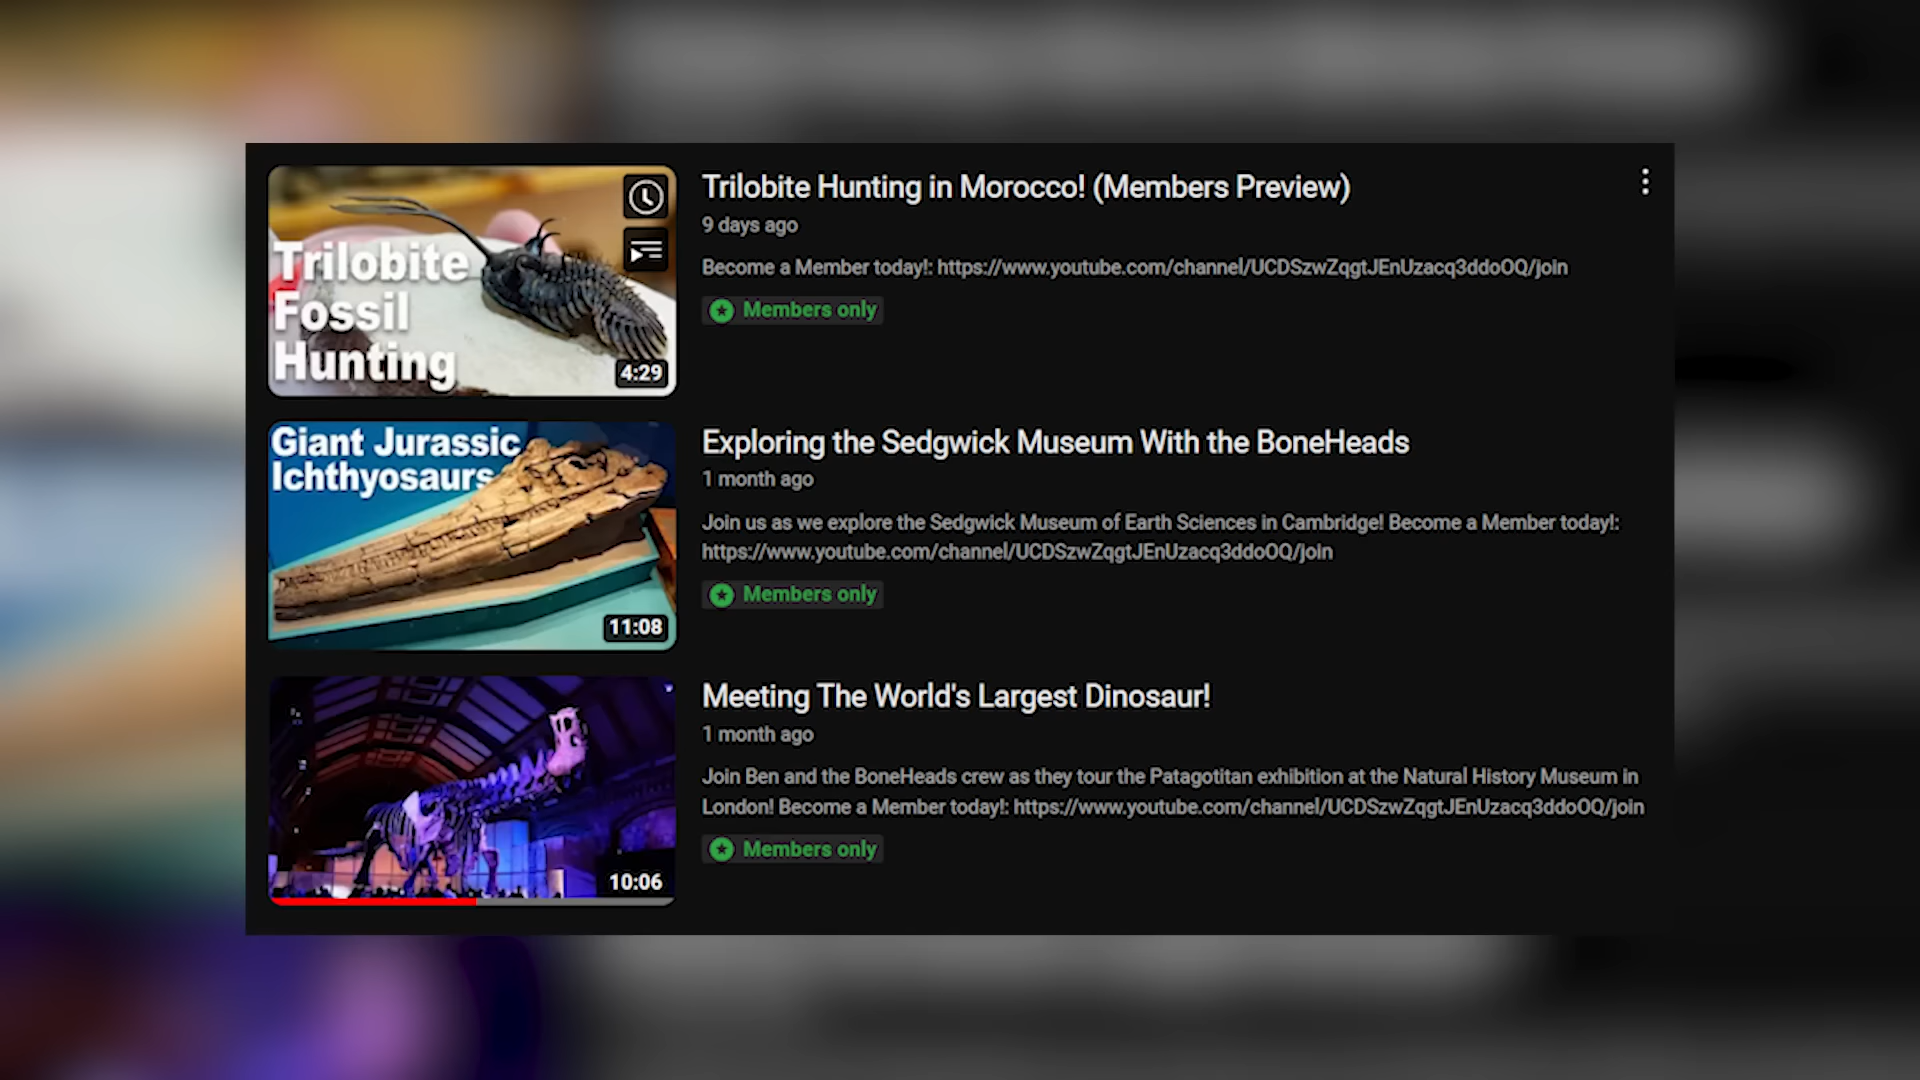 Trilobite
Fossil
Hunting
4:29
Trilobite Hunting in Morocco! (Members Preview)
9 days ago
Become a Member today!: https://www.youtube.com/channel/UCDSzwZqgtJEnUzacq3ddoOQ/join
Members only
Giant Jurassic
Ichthyosaurs
11:08
Exploring the Sedgwick Museum With the BoneHeads
1 month ago
Join us as we explore the Sedgwick Museum of Earth Sciences in Cambridge! Become a Member today!:
https://www.youtube.com/channel/UCDSzwZqgtJEnUzacq3ddoOQ/join
Members only
10:06
Meeting The World's Largest Dinosaur!
1 month ago
Join Ben and the BoneHeads crew as they tour the Patagotitan exhibition at the Natural History Museum in
London! Become a Member today!: https://www.youtube.com/channel/UCDSzwZqgtJEnUzacq3ddoOQ/join
Members only